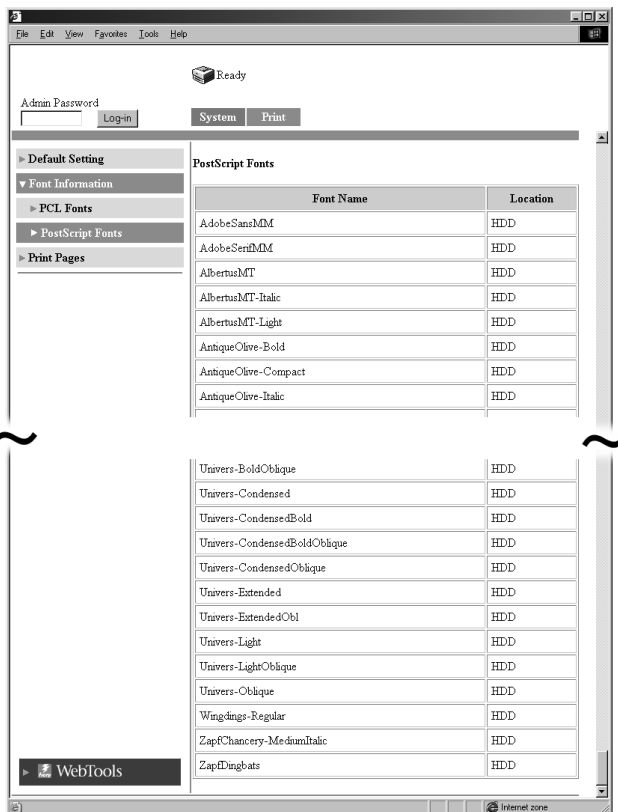 File Edit View Favorites Tools Help
Ready
Admin Password
Log-in
System Print
Default Setting
Font Information
PCL Fonts
PostScript Fonts
Print Pages
PostScript Fonts
Font Name Location
AdobeSansMM HDD
AdobeSerifMM HDD
AlbertusMT HDD
AlbertusMT-Italic HDD
AlbertusMT-Light HDD
AntiqueOlive-Bold HDD
AntiqueOlive-Compact HDD
AntiqueOlive-Italic HDD
Univers-BoldOblique HDD
Univers-Condensed HDD
Univers-CondensedBold HDD
Univers-CondensedBoldOblique HDD
Univers-CondensedOblique HDD
Univers-Extended HDD
Univers-ExtendedObl HDD
Univers-Light HDD
Univers-LightOblique HDD
Univers-Oblique HDD
Wingdings-Regular HDD
ZapfChancery-MediumItalic HDD
ZapfDingbats HDD
WebTools
Internet zone